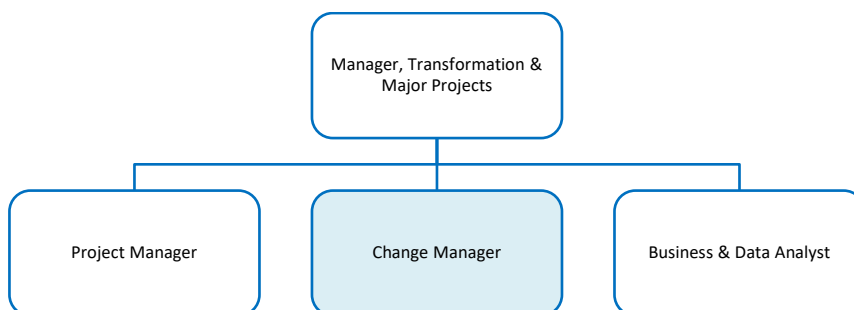 Manager, Transformation &
Major Projects
Project Manager
Change Manager
Business & Data Analyst